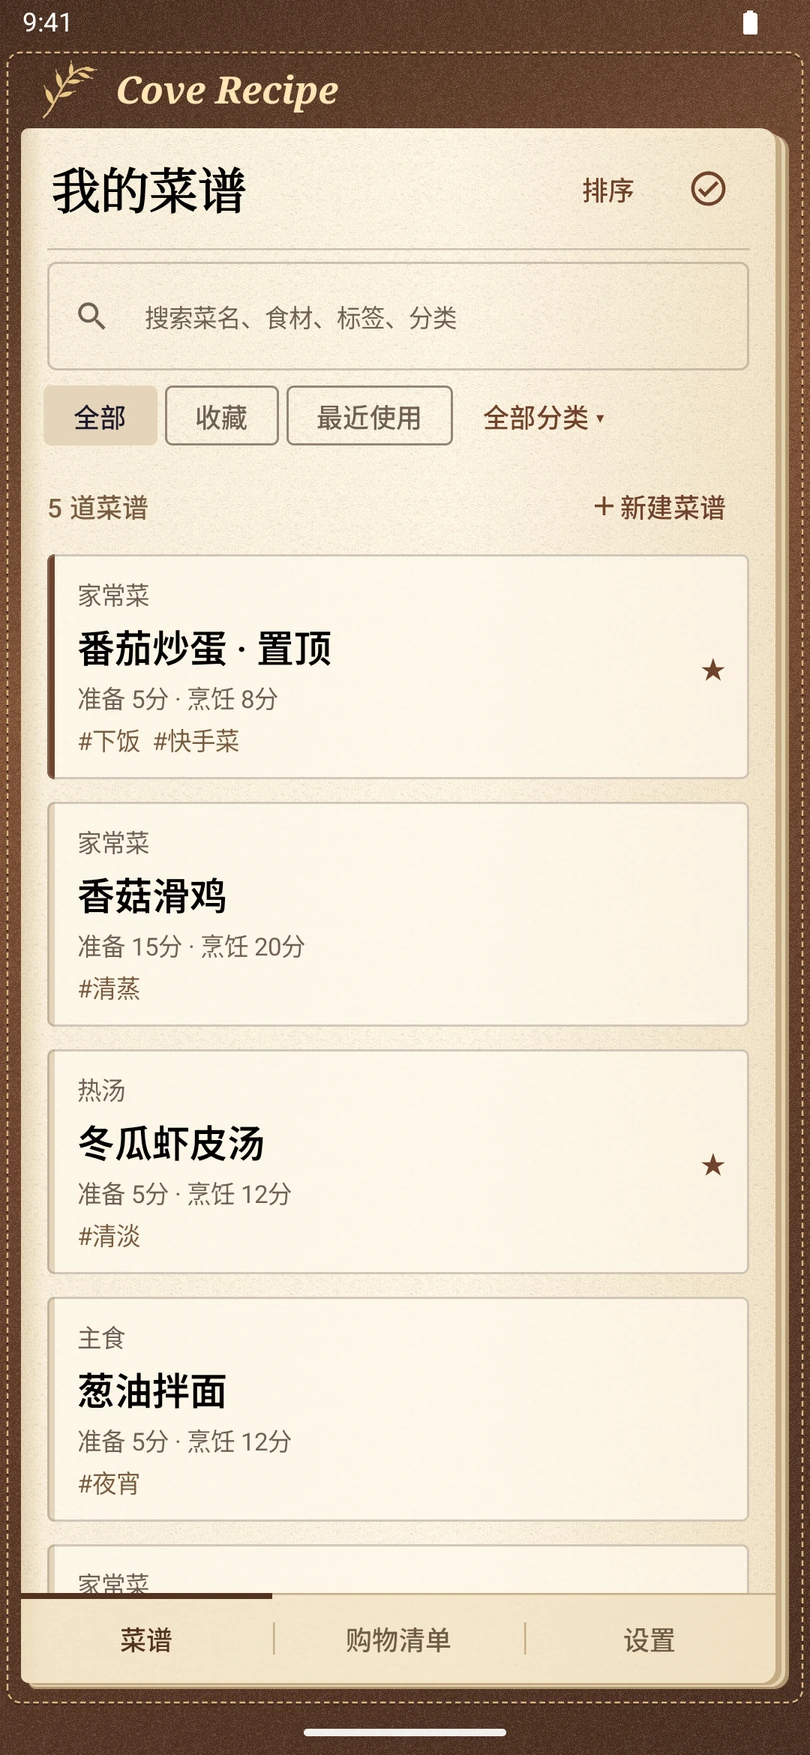 9:41
Cove Recipe
我的菜谱
排序
搜索菜名、食材、标签、分类
全部
收藏
最近使用
全部分类 ▾
5 道菜谱
+ 新建菜谱
家常菜
番茄炒蛋 · 置顶
准备 5分 · 烹饪 8分
#下饭 #快手菜
★
家常菜
香菇滑鸡
准备 15分 · 烹饪 20分
#清蒸
热汤
冬瓜虾皮汤
准备 5分 · 烹饪 12分
#清淡
★
主食
葱油拌面
准备 5分 · 烹饪 12分
#夜宵
家常菜
菜谱
购物清单
设置